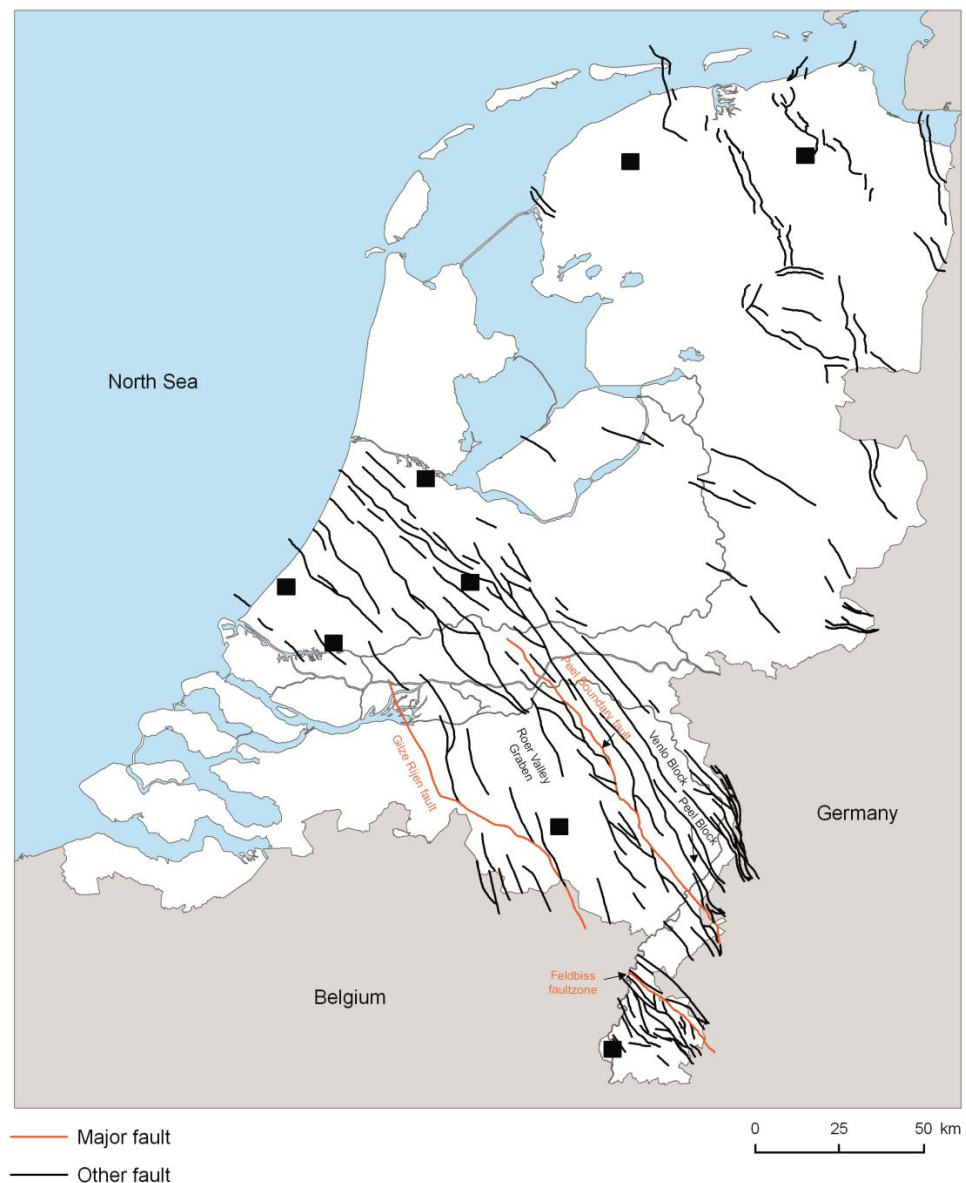 North Sea
Peel Boundary fault
Gilze Rijen fault
Roer Valley
Graben
Venlo Block
Peel Block
Germany
Feldbiss
faultzone
Belgium
Major fault
Other fault
0 25 50 km